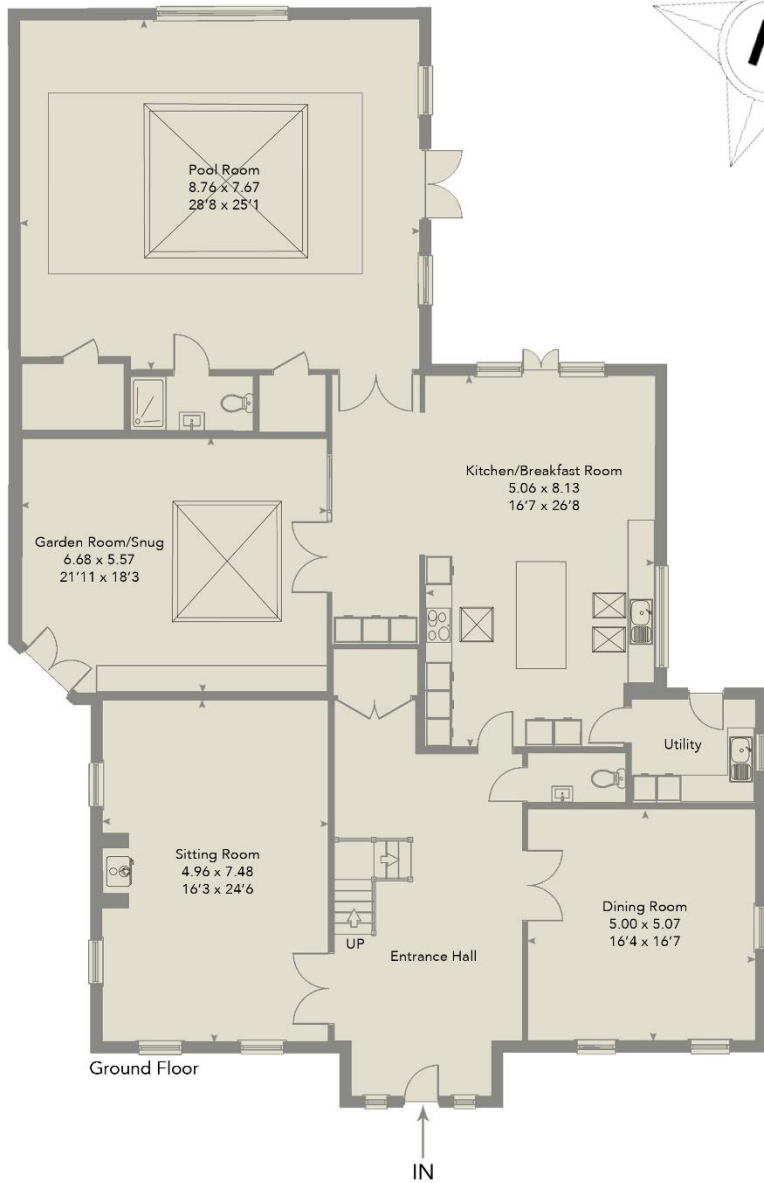 Pool Room
8.76 x 7.67
28'8 x 25'1
Kitchen/Breakfast Room
5.06 x 8.13
16'7 x 26'8
Garden Room/Snug
6.68 x 5.57
21'11 x 18'3
Utility
Sitting Room
4.96 x 7.48
16'3 x 24'6
Dining Room
5.00 x 5.07
16'4 x 16'7
UP
Entrance Hall
Ground Floor
IN